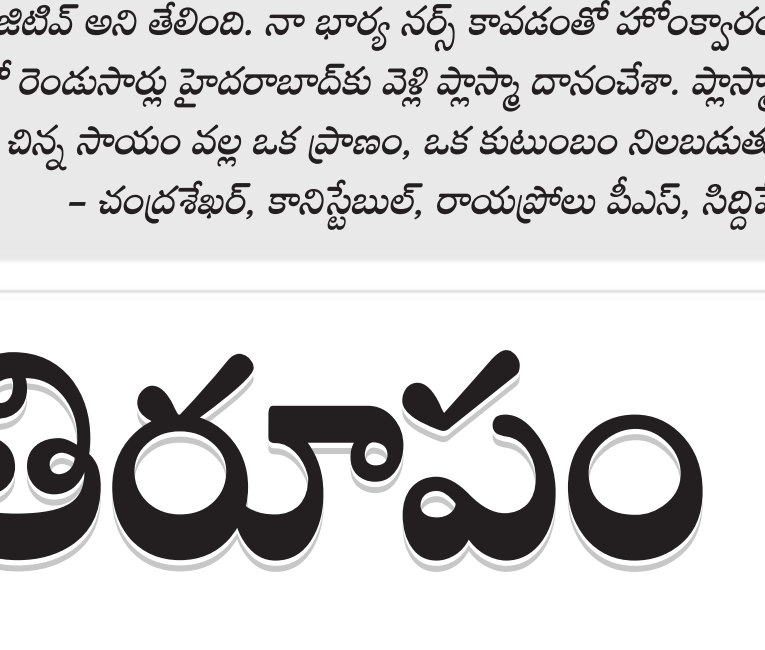 జిటివ్ అని తేలింది. నా భార్య నర్స్ కావడంతో హోంక్వారం
రెండుసార్లు హైదరాబాద్‌కు వెళ్లి ప్లాస్మా దానంచేశా. ప్లాస్మా
చిన్న సాయం వల్ల ఒక ప్రాణం, ఒక కుటుంబం నిలబడుతు
– చంద్రశేఖర్, కానిస్టేబుల్, రాయప్రోలు పీఎస్, సిద్దిపే
తిరూపం